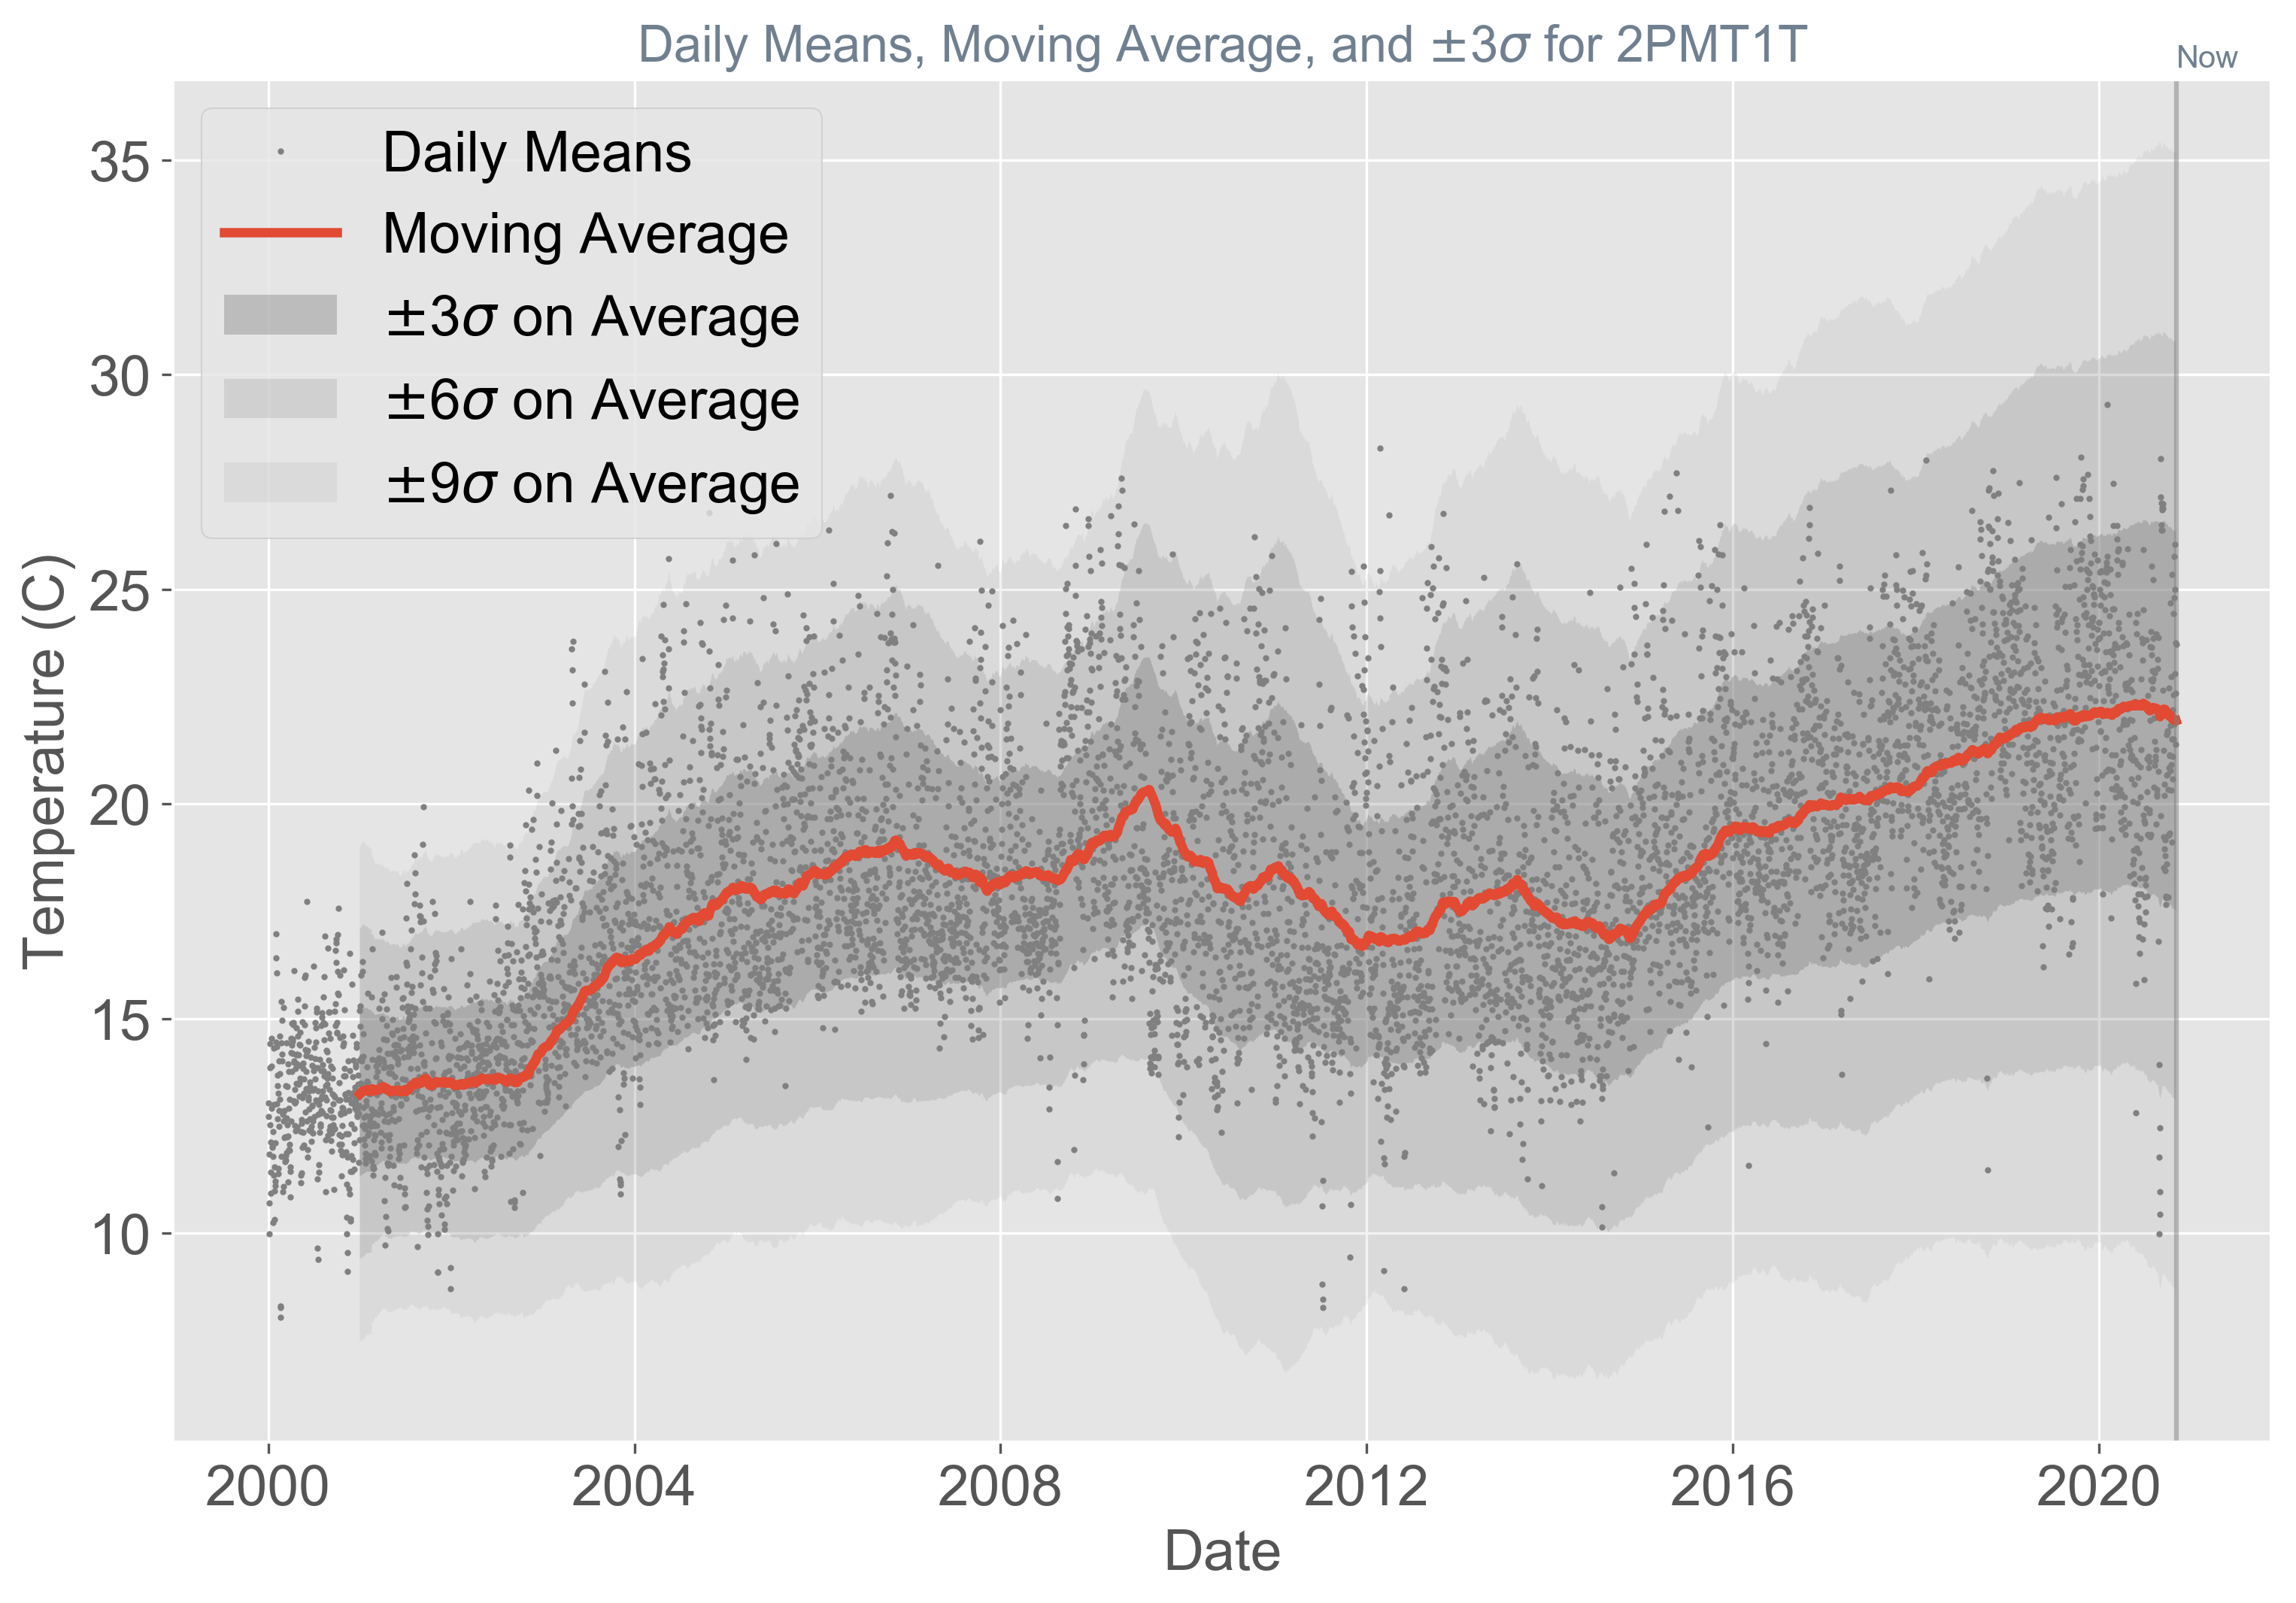 Daily Means, Moving Average, and ±3σ for 2PMT1T
Now
Daily Means
Moving Average
±3σ on Average
±6σ on Average
±9σ on Average
35
30
25
20
15
10
Temperature (C)
2000 2004 2008 2012 2016 2020
Date